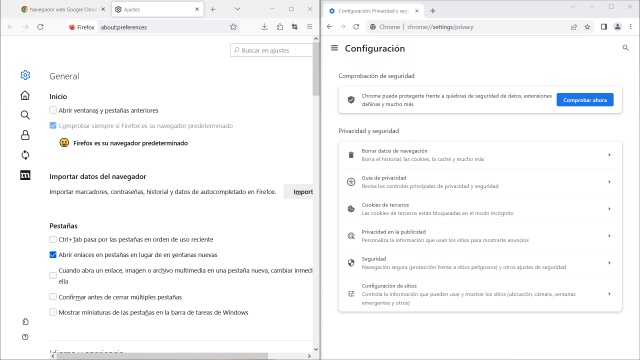 Navegador web Google Chrom
Ajustes
Firefox
about:preferences
Buscar en ajustes
General
Inicio
Abrir ventanas y pestañas anteriores
Comprobar siempre si Firefox es su navegador predeterminado
Firefox es su navegador predeterminado
Importar datos del navegador
Importar marcadores, contraseñas, historial y datos de autocompletado en Firefox.
Import
Pestañas
Ctrl+Tab pasa por las pestañas en orden de uso reciente
Abrir enlaces en pestañas en lugar de en ventanas nuevas
Cuando abra un enlace, imagen o archivo multimedia en una pestaña nueva, cambiar inmedi
ella
Confirmar antes de cerrar múltiples pestañas
Mostrar miniaturas de las pestañas en la barra de tareas de Windows
Idioma y apariencia
Configuración: Privacidad y seg
Chrome
chrome://settings/privacy
Configuración
Comprobación de seguridad
Chrome puede protegerte frente a quiebras de seguridad de datos, extensiones
dañinas y mucho más
Comprobar ahora
Privacidad y seguridad
Borrar datos de navegación
Borra el historial, las cookies, la caché y mucho más
Guía de privacidad
Revisa los controles principales de privacidad y seguridad
Cookies de terceros
Las cookies de terceros están bloqueadas en el modo Incógnito
Privacidad en la publicidad
Personaliza la información que usan los sitios para mostrarte anuncios
Seguridad
Navegación segura (protección frente a sitios peligrosos) y otros ajustes de seguridad
Configuración de sitios
Controla la información que pueden usar y mostrar los sitios (ubicación, cámara, ventanas
emergentes y otros)